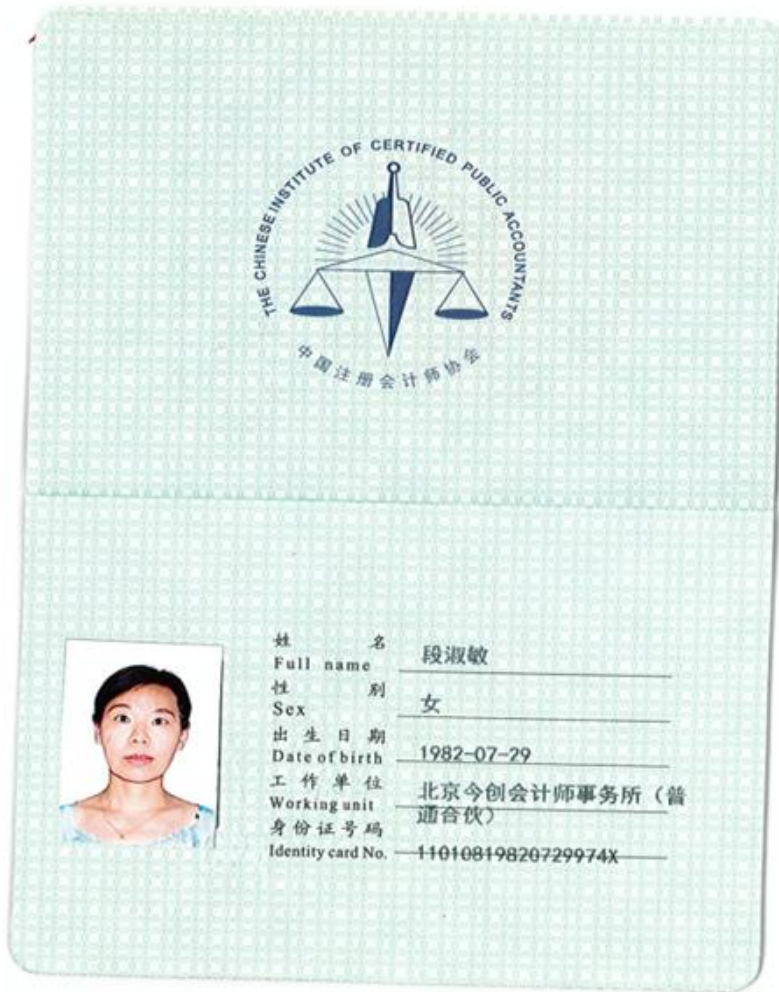 THE CHINESE INSTITUTE OF CERTIFIED PUBLIC ACCOUNTANTS
中国注册会计师协会
姓 名 段淑敏
Full name
性 别 女
Sex
出生日期
Date of birth 1982-07-29
工作单位 北京今创会计师事务所（普
Working unit 通合伙）
身份证号码
Identity card No. 11010819820729974X